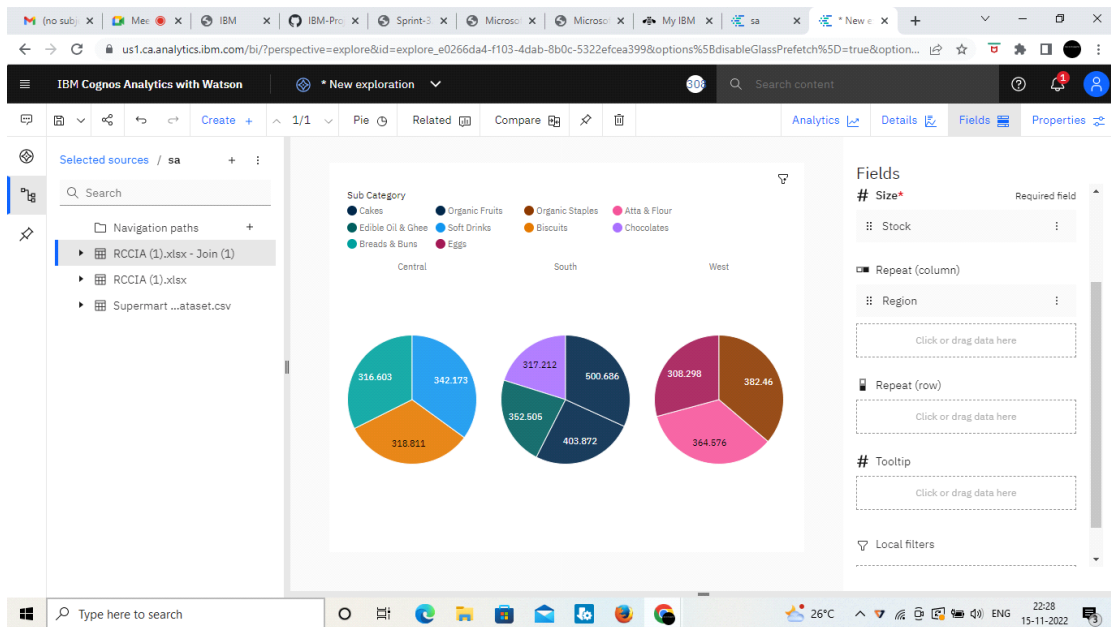 (no subj
Mee
IBM
IBM-Pro
Sprint-3
Microso
Microso
My IBM
sa
* New e
us1.ca.analytics.ibm.com/bi/?perspective=explore&id=explore_e0266da4-f103-4dab-8b0c-5322efcea399&options%5BdisableGlassPrefetch%5D=true&option...
IBM Cognos Analytics with Watson
* New exploration
308
Search content
1
Create +
1/1
Pie
Related
Compare
Analytics
Details
Fields
Properties
Selected sources / sa
Search
Navigation paths
RCCIA (1).xlsx - Join (1)
RCCIA (1).xlsx
Supermart ...ataset.csv
Sub Category
Cakes Organic Fruits Organic Staples Atta & Flour
Edible Oil & Ghee Soft Drinks Biscuits Chocolates
Breads & Buns Eggs
Central South West
316.603 342.173 318.811
317.212 500.686 352.505 403.872
308.298 382.46 364.576
Fields
# Size* Required field
Stock
Repeat (column)
Region
Click or drag data here
Repeat (row)
Click or drag data here
# Tooltip
Click or drag data here
Local filters
Type here to search
26°C
ENG
22:28
15-11-2022
3